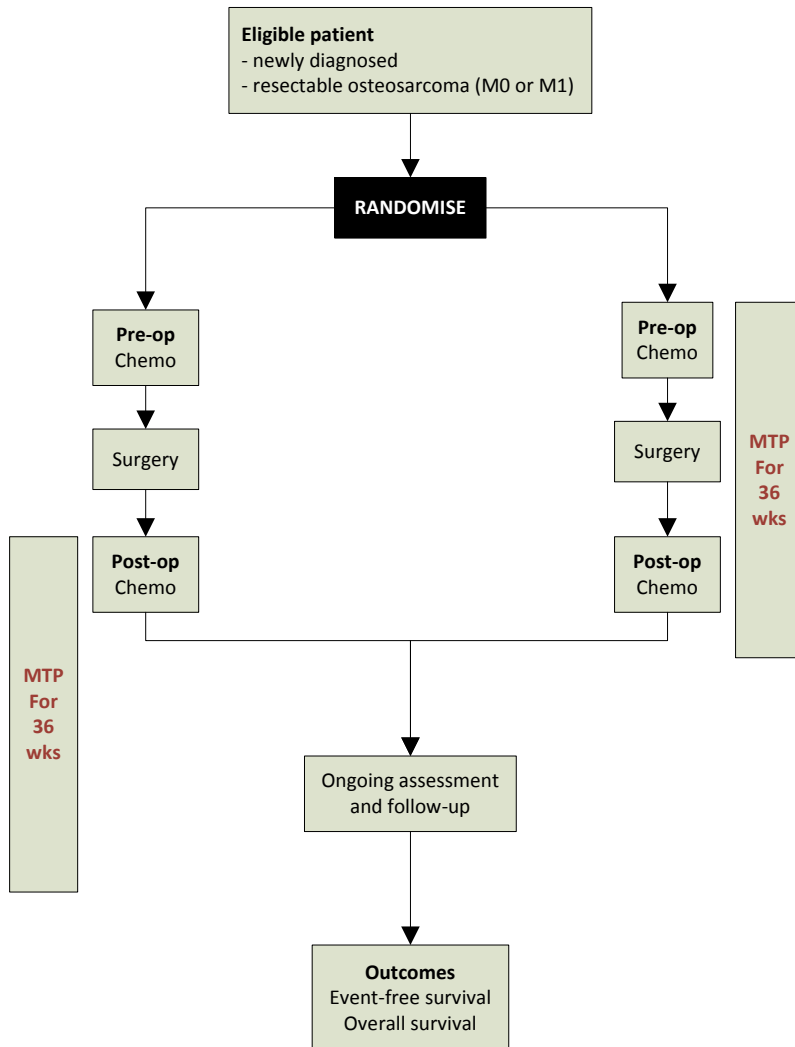 Eligible patient
- newly diagnosed
- resectable osteosarcoma (M0 or M1)
RANDOMISE
Pre-op
Chemo
Surgery
Post-op
Chemo
MTP
For
36
wks
Pre-op
Chemo
Surgery
Post-op
Chemo
MTP
For
36
wks
Ongoing assessment
and follow-up
Outcomes
Event-free survival
Overall survival